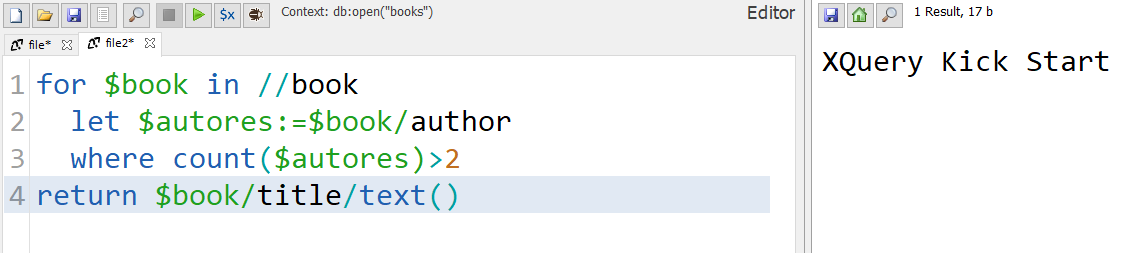 $x
Context: db:open("books")
Editor
1 Result, 17 b
file*
file2*
1 for $book in //book
2 let $autores:=$book/author
3 where count($autores)>2
4 return $book/title/text()
XQuery Kick Start